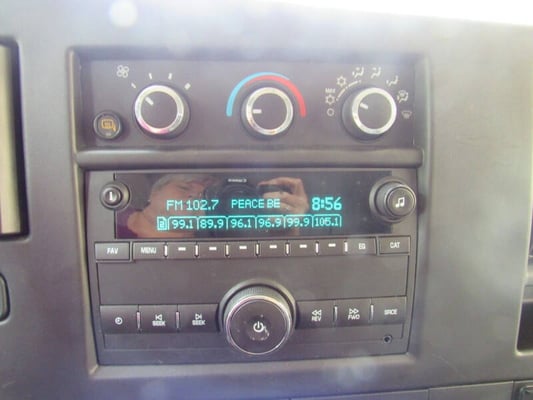 MAX
FM 102.7 PEACE BE 8:56
99.1 89.9 96.1 96.9 99.9 105.1
FAV MENU EQ CAT
SEEK SEEK REV FWD